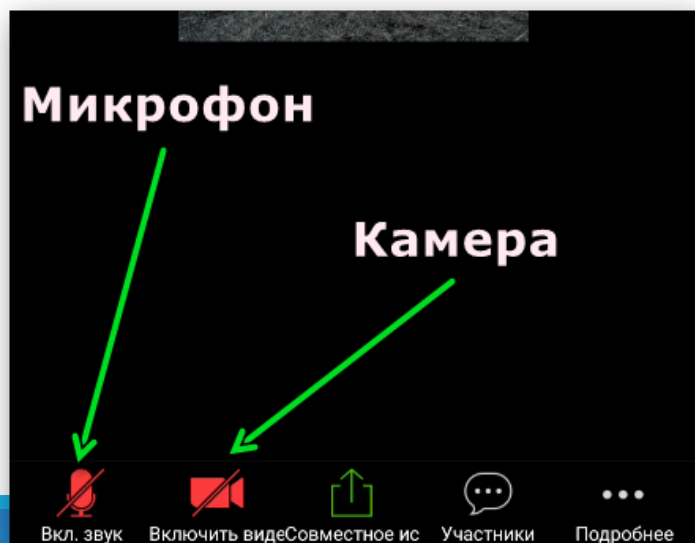 Микрофон
Камера
Вкл. звук Включить виде Совместное ис Участники Подробнее